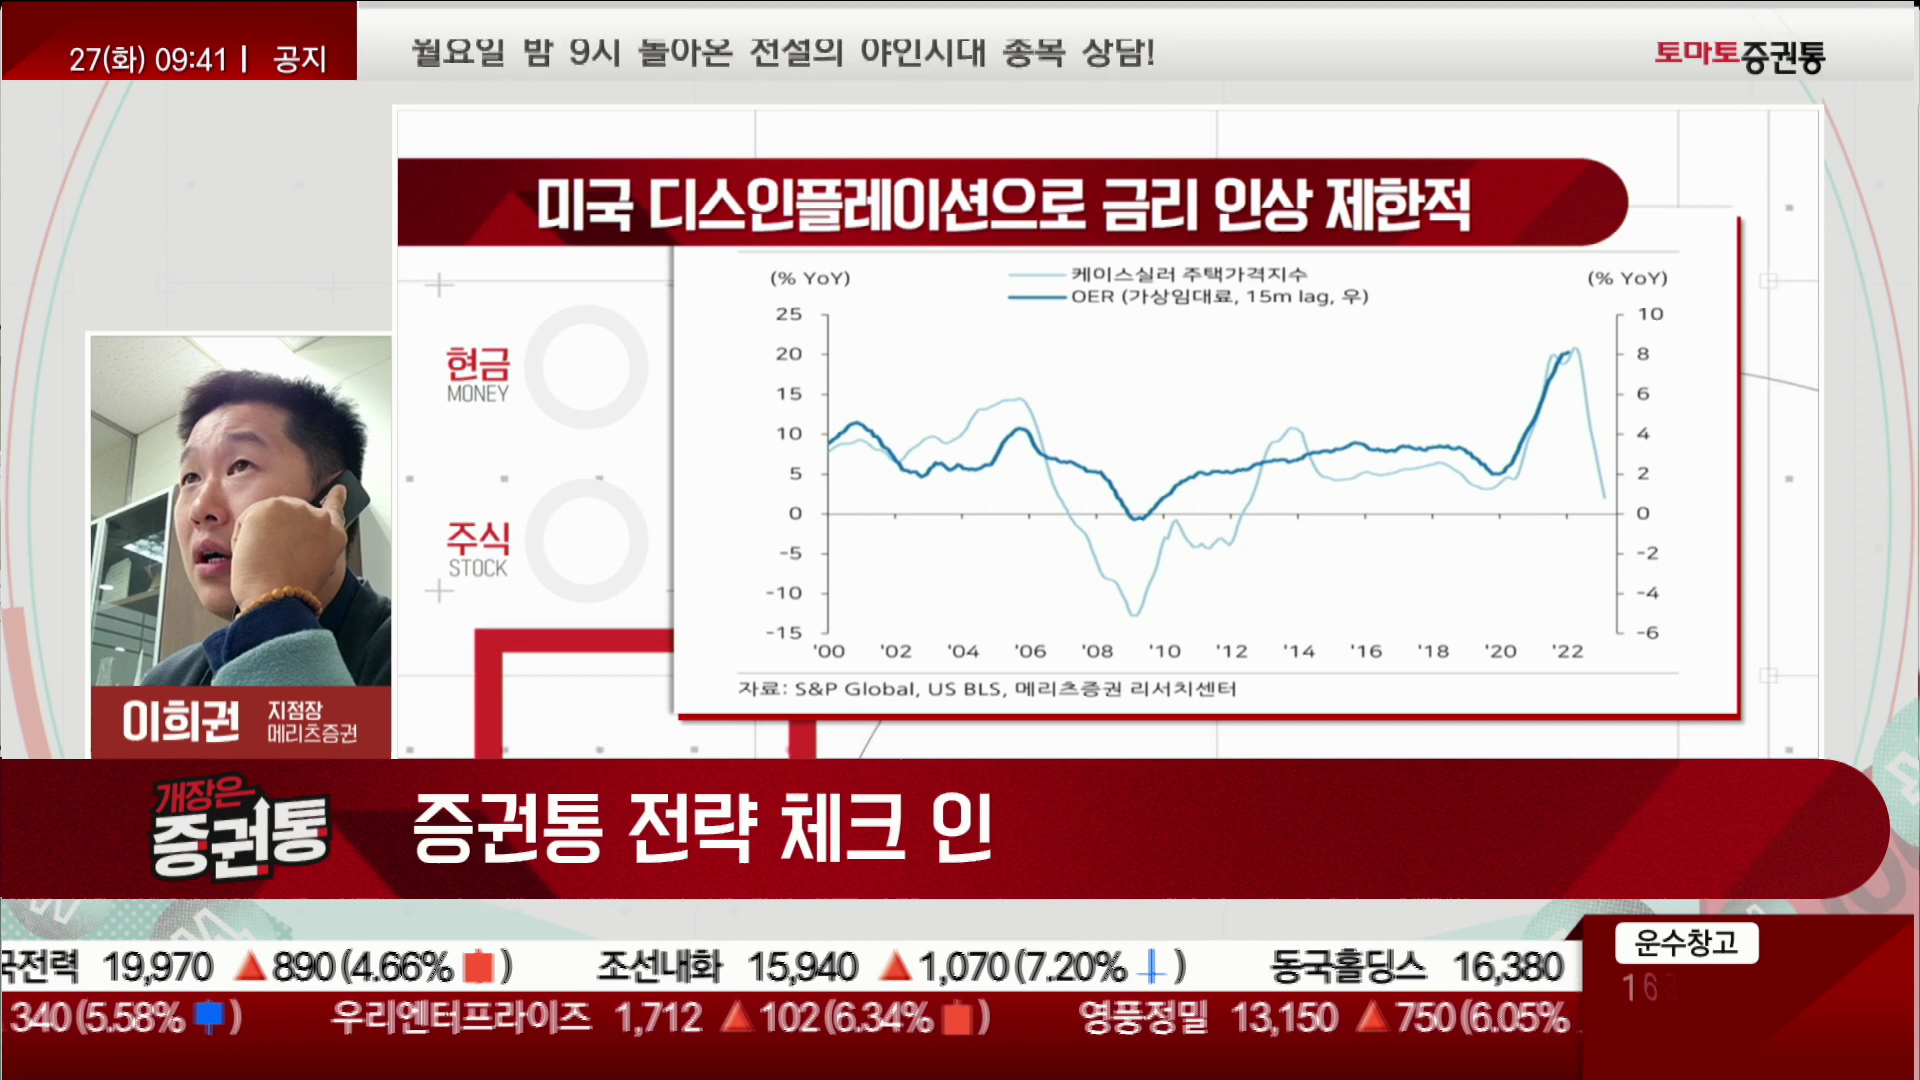 27(화) 09:41 | 공지
월요일 밤 9시 돌아온 전설의 야인시대 종목 상담!
토마토증권통
미국 디스인플레이션으로 금리 인상 제한적
현금
MONEY
주식
STOCK
(% YoY)
케이스실러 주택가격지수
OER (가상임대료, 15m lag, 우)
(% YoY)
25
20
15
10
5
0
-5
-10
-15
10
8
6
4
2
0
-2
-4
-6
'00 '02 '04 '06 '08 '10 '12 '14 '16 '18 '20 '22
자료: S&P Global, US BLS, 메리츠증권 리서치센터
이희권 지점장
메리츠증권
개장은
증권통
증권통 전략 체크 인
국전력 19,970 ▲890(4.66%) 조선내화 15,940 ▲1,070(7.20%) 동국홀딩스 16,380
340(5.58%) 우리엔터프라이즈 1,712 ▲102(6.34%) 영풍정밀 13,150 ▲750(6.05%
운수창고